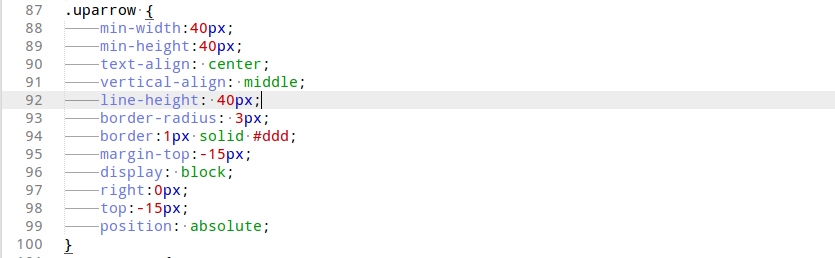 87 .uparrow {
88 min-width:40px;
89 min-height:40px;
90 text-align: center;
91 vertical-align: middle;
92 line-height: 40px;
93 border-radius: 3px;
94 border:1px solid #ddd;
95 margin-top:-15px;
96 display: block;
97 right:0px;
98 top:-15px;
99 position: absolute;
100 }